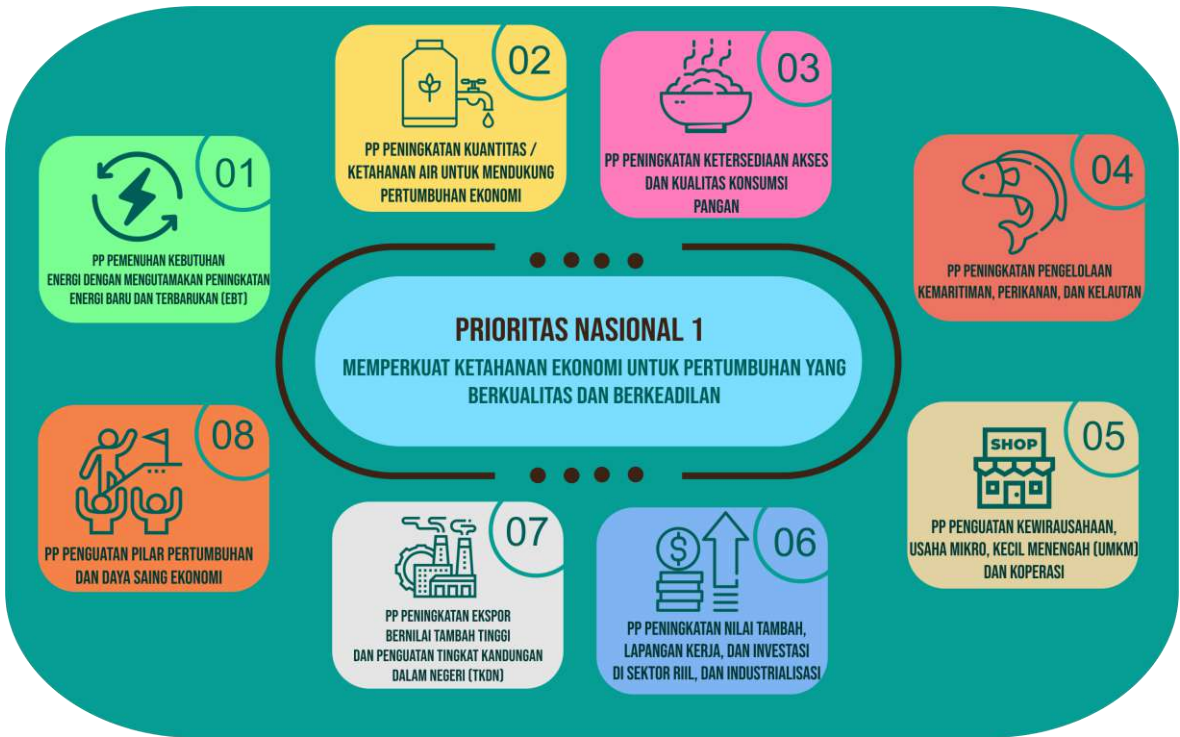 01
PP PEMENUHAN KEBUTUHAN
ENERGI DENGAN MENGUTAMAKAN PENINGKATAN
ENERGI BARU DAN TERBARUKAN (EBT)
02
PP PENINGKATAN KUANTITAS /
KETAHANAN AIR UNTUK MENDUKUNG
PERTUMBUHAN EKONOMI
03
PP PENINGKATAN KETERSEDIAAN AKSES
DAN KUALITAS KONSUMSI
PANGAN
04
PP PENINGKATAN PENGELOLAAN
KEMARITIMAN, PERIKANAN, DAN KELAUTAN
PRIORITAS NASIONAL 1
MEMPERKUAT KETAHANAN EKONOMI UNTUK PERTUMBUHAN YANG
BERKUALITAS DAN BERKEADILAN
05
SHOP
PP PENGUATAN KEWIRAUSAHAAN,
USAHA MIKRO, KECIL MENENGAH (UMKM)
DAN KOPERASI
06
PP PENINGKATAN NILAI TAMBAH,
LAPANGAN KERJA, DAN INVESTASI
DI SEKTOR RIIL, DAN INDUSTRIALISASI
07
PP PENINGKATAN EKSPOR
BERNILAI TAMBAH TINGGI
DAN PENGUATAN TINGKAT KANDUNGAN
DALAM NEGERI (TKDN)
08
PP PENGUATAN PILAR PERTUMBUHAN
DAN DAYA SAING EKONOMI